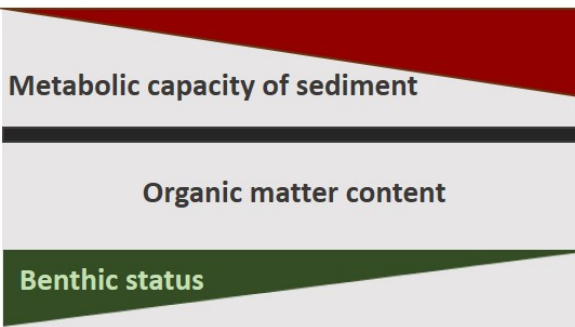 Metabolic capacity of sediment
Organic matter content
Benthic status